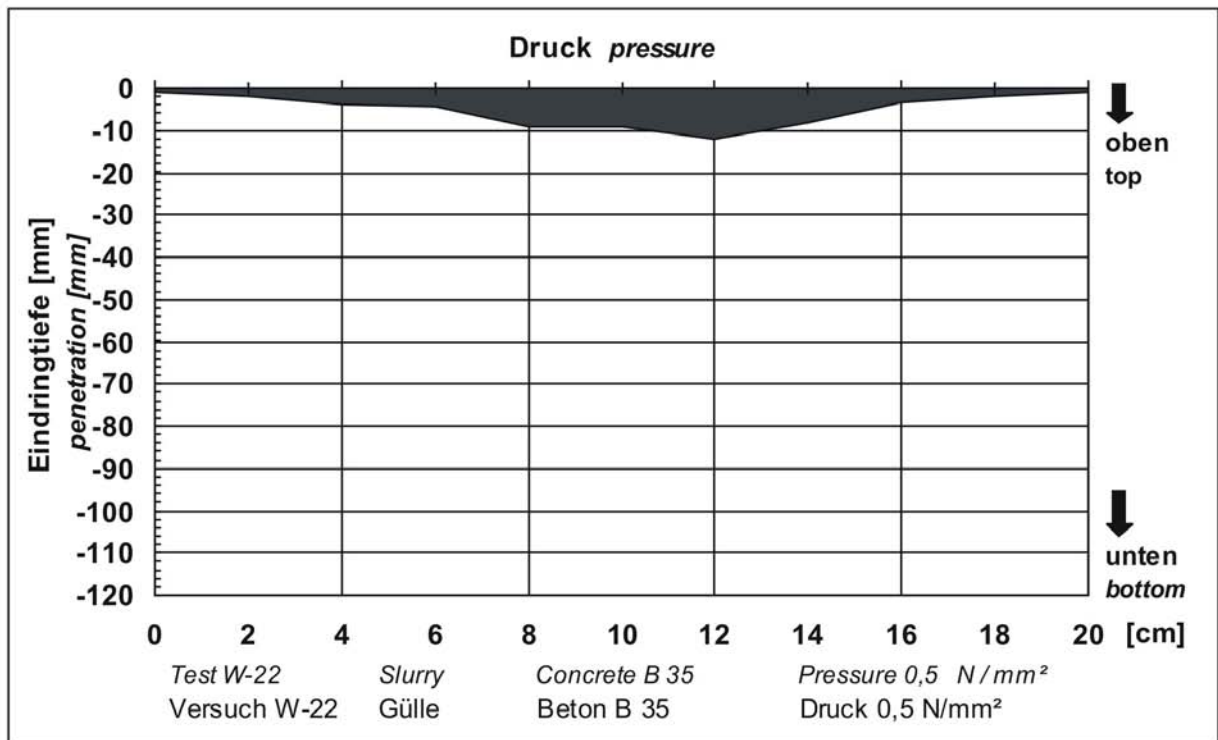 Druck pressure
0
-10
-20
-30
-40
-50
-60
-70
-80
-90
-100
-110
-120
Eindringtiefe [mm]
penetration [mm]
oben
top
unten
bottom
0 2 4 6 8 10 12 14 16 18 20 [cm]
Test W-22 Slurry Concrete B 35 Pressure 0,5 N / mm²
Versuch W-22 Gülle Beton B 35 Druck 0,5 N/mm²